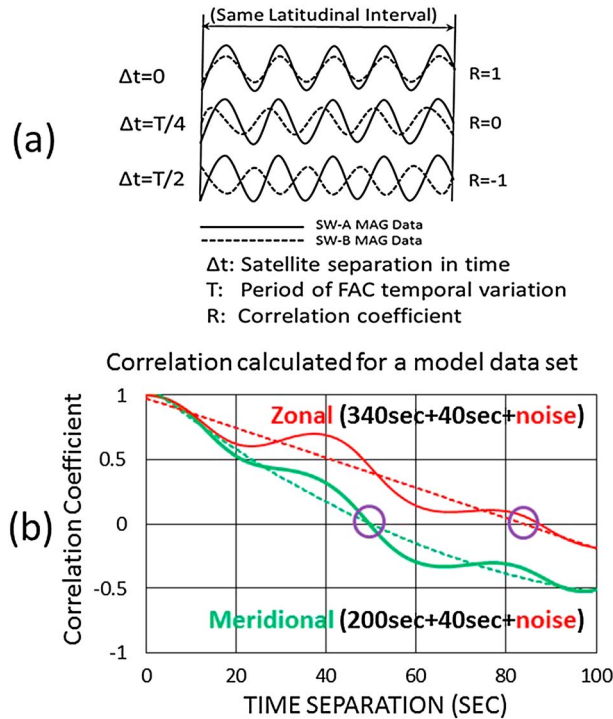 (Same Latitudinal Interval)
Δt=0
R=1
(a)
Δt=T/4
R=0
Δt=T/2
R=-1
SW-A MAG Data
SW-B MAG Data
Δt: Satellite separation in time
T: Period of FAC temporal variation
R: Correlation coefficient
Correlation calculated for a model data set
(b)
Correlation Coefficient
1
0.5
0
-0.5
-1
Zonal (340sec+40sec+noise)
Meridional (200sec+40sec+noise)
0 20 40 60 80 100
TIME SEPARATION (SEC)